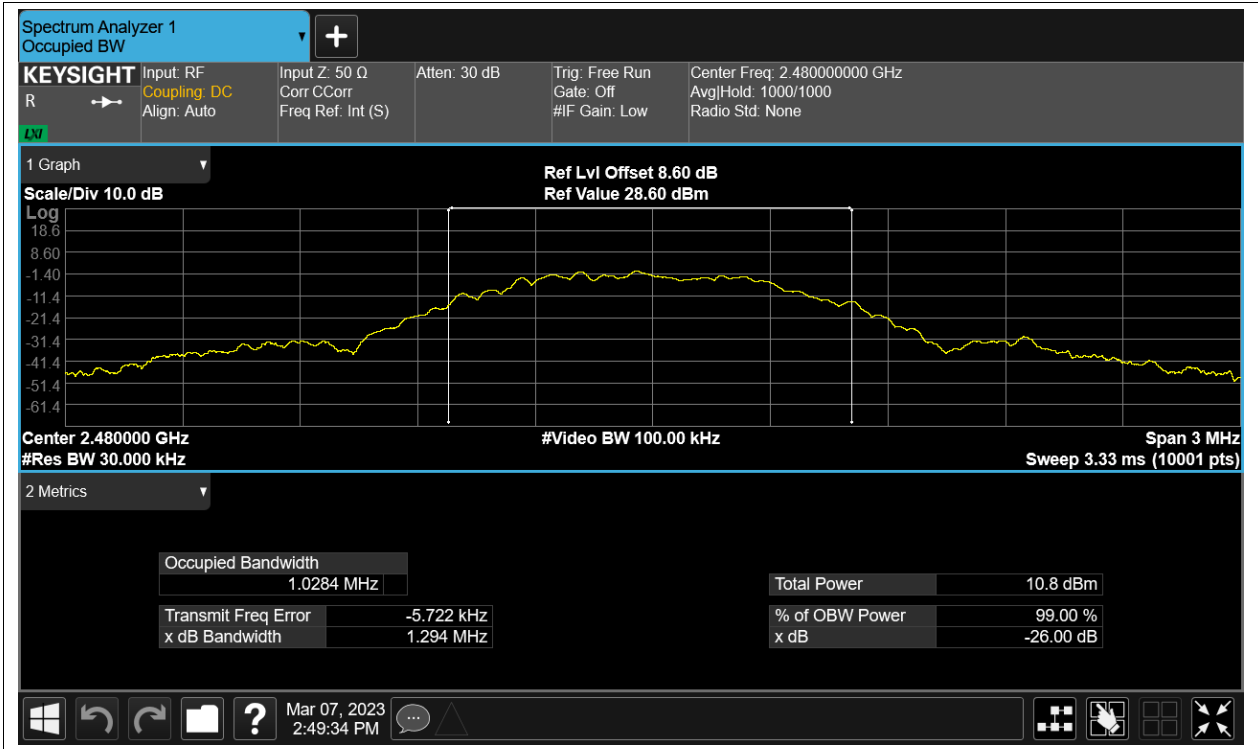 Spectrum Analyzer 1
Occupied BW
KEYSIGHT
R
LXI
Input: RF
Coupling: DC
Align: Auto
Input Z: 50 Ω
Corr CCorr
Freq Ref: Int (S)
Atten: 30 dB
Trig: Free Run
Gate: Off
#IF Gain: Low
Center Freq: 2.480000000 GHz
Avg|Hold: 1000/1000
Radio Std: None
1 Graph
Scale/Div 10.0 dB
Ref Lvl Offset 8.60 dB
Ref Value 28.60 dBm
Log
18.6
8.60
-1.40
-11.4
-21.4
-31.4
-41.4
-51.4
-61.4
Center 2.480000 GHz
#Res BW 30.000 kHz
#Video BW 100.00 kHz
Span 3 MHz
Sweep 3.33 ms (10001 pts)
2 Metrics
Occupied Bandwidth
1.0284 MHz
Transmit Freq Error -5.722 kHz
x dB Bandwidth 1.294 MHz
Total Power 10.8 dBm
% of OBW Power 99.00 %
x dB -26.00 dB
?
Mar 07, 2023
2:49:34 PM